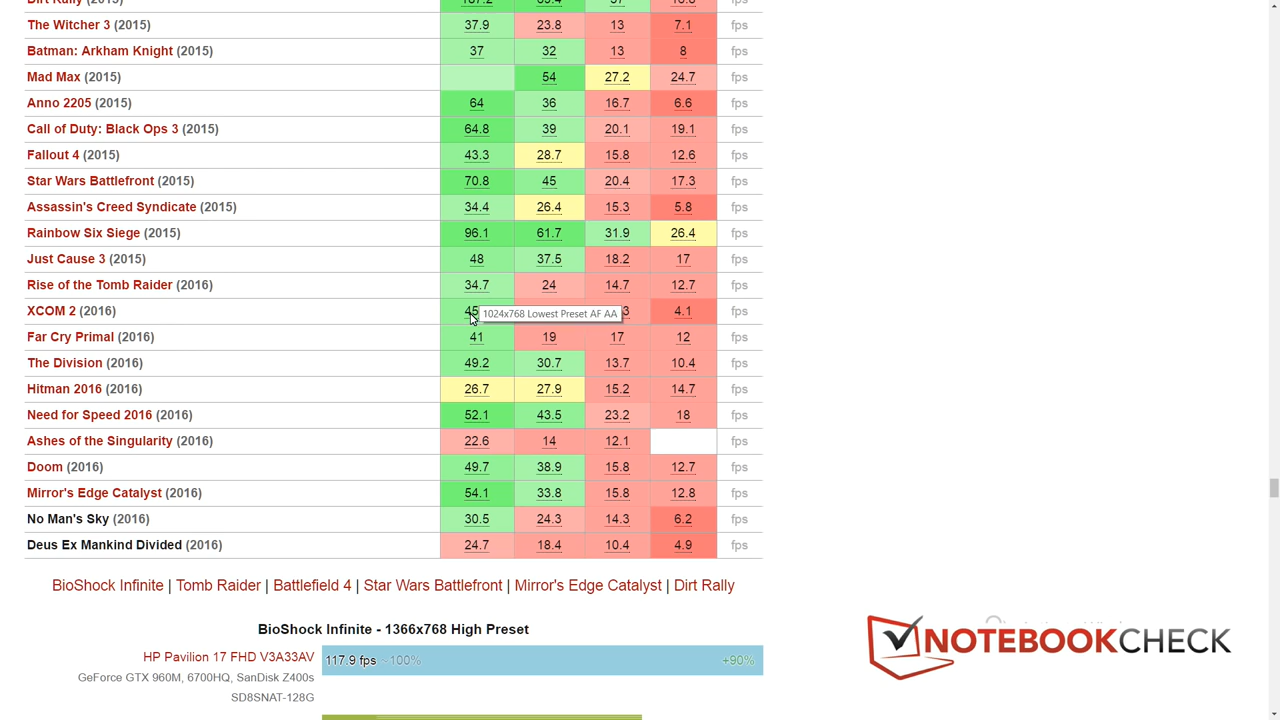 The Witcher 3 (2015) 37.9 23.8 13 7.1 fps
Batman: Arkham Knight (2015) 37 32 13 8 fps
Mad Max (2015) 54 27.2 24.7 fps
Anno 2205 (2015) 64 36 16.7 6.6 fps
Call of Duty: Black Ops 3 (2015) 64.8 39 20.1 19.1 fps
Fallout 4 (2015) 43.3 28.7 15.8 12.6 fps
Star Wars Battlefront (2015) 70.8 45 20.4 17.3 fps
Assassin's Creed Syndicate (2015) 34.4 26.4 15.3 5.8 fps
Rainbow Six Siege (2015) 96.1 61.7 31.9 26.4 fps
Just Cause 3 (2015) 48 37.5 18.2 17 fps
Rise of the Tomb Raider (2016) 34.7 24 14.7 12.7 fps
XCOM 2 (2016) 1024x768 Lowest Preset AF AA 4.1 fps
Far Cry Primal (2016) 41 19 17 12 fps
The Division (2016) 49.2 30.7 13.7 10.4 fps
Hitman 2016 (2016) 26.7 27.9 15.2 14.7 fps
Need for Speed 2016 (2016) 52.1 43.5 23.2 18 fps
Ashes of the Singularity (2016) 22.6 14 12.1 fps
Doom (2016) 49.7 38.9 15.8 12.7 fps
Mirror's Edge Catalyst (2016) 54.1 33.8 15.8 12.8 fps
No Man's Sky (2016) 30.5 24.3 14.3 6.2 fps
Deus Ex Mankind Divided (2016) 24.7 18.4 10.4 4.9 fps
BioShock Infinite | Tomb Raider | Battlefield 4 | Star Wars Battlefront | Mirror's Edge Catalyst | Dirt Rally
BioShock Infinite - 1366x768 High Preset
HP Pavilion 17 FHD V3A33AV 117.9 fps ~100% +90%
GeForce GTX 960M, 6700HQ, SanDisk Z400s
SD8SNAT-128G
NOTEBOOKCHECK